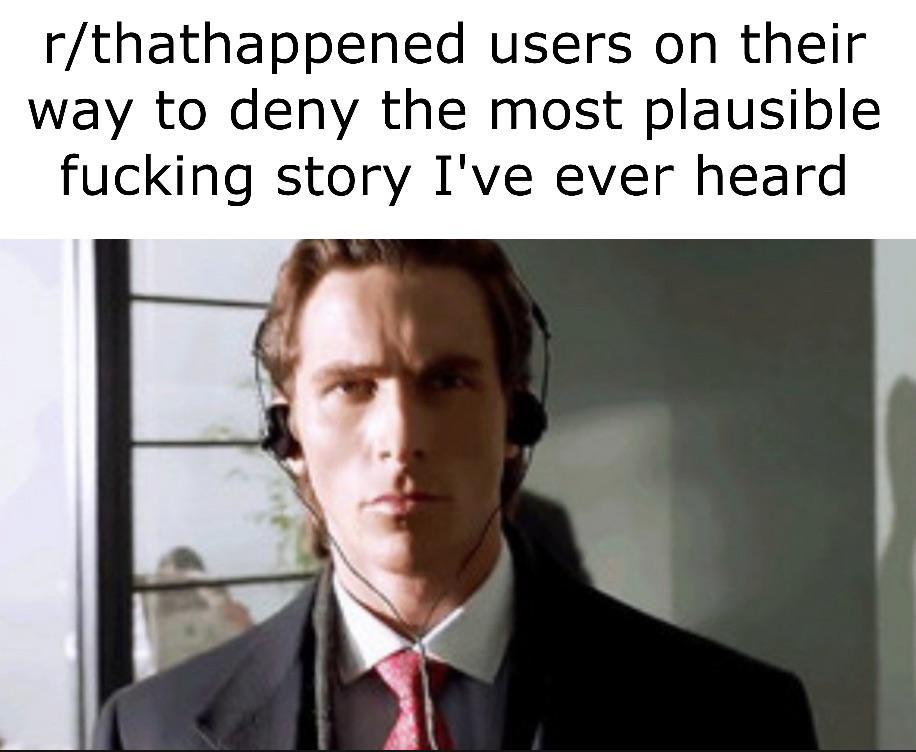 r/thathappened users on their
way to deny the most plausible
fucking story I've ever heard